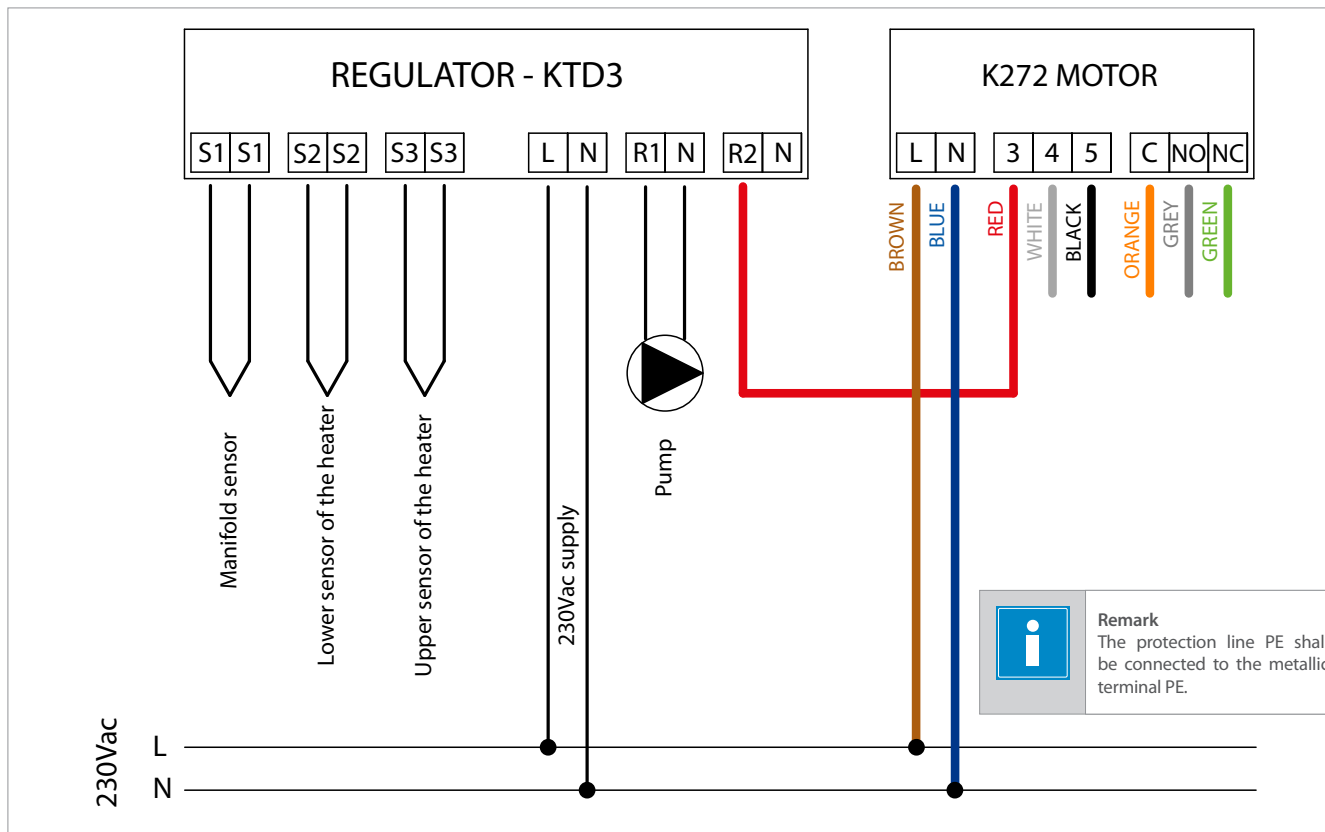 REGULATOR - KTD3
S1 S1 S2 S2 S3 S3 L N R1 N R2 N
K272 MOTOR
L N 3 4 5 C NO NC
BROWN
BLUE
RED
WHITE
BLACK
ORANGE
GREY
GREEN
Manifold sensor
Lower sensor of the heater
Upper sensor of the heater
230Vac supply
Pump
i
Remark
The protection line PE shall
be connected to the metallic
terminal PE.
230Vac
L
N